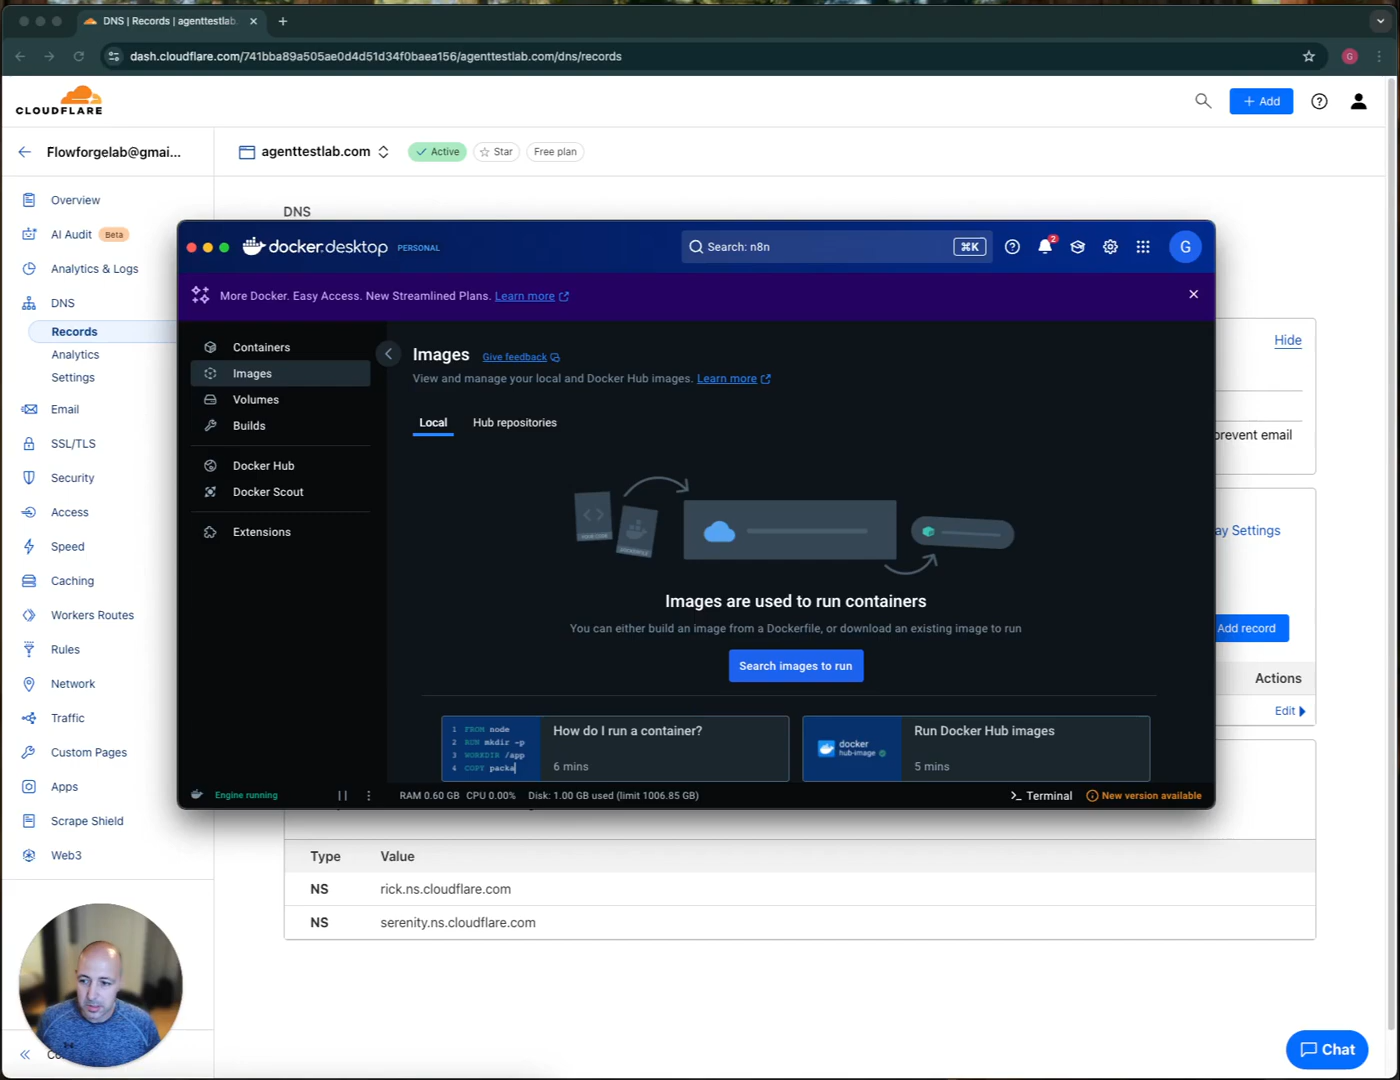 DNS | Records | agenttestlab.
dash.cloudflare.com/741bba89a505ae0d4d51d34f0baea156/agenttestlab.com/dns/records
G
CLOUDFLARE
+ Add
Flowforgelab@gmai...
agenttestlab.com
Active
Star
Free plan
Overview
AI Audit Beta
Analytics & Logs
DNS
Records
Analytics
Settings
Email
SSL/TLS
Security
Access
Speed
Caching
Workers Routes
Rules
Network
Traffic
Custom Pages
Apps
Scrape Shield
Web3
DNS
Hide
prevent email
ay Settings
Add record
Actions
Edit
docker.desktop PERSONAL
Search: n8n
⌘K
2
G
More Docker. Easy Access. New Streamlined Plans. Learn more
Containers
Images
Volumes
Builds
Docker Hub
Docker Scout
Extensions
Images Give feedback
View and manage your local and Docker Hub images. Learn more
Local Hub repositories
Images are used to run containers
You can either build an image from a Dockerfile, or download an existing image to run
Search images to run
1 FROM node
2 RUN mkdir -p
3 WORKDIR /app
4 COPY packa
How do I run a container?
6 mins
docker
hub-image
Run Docker Hub images
5 mins
Engine running
RAM 0.60 GB CPU 0.00% Disk: 1.00 GB used (limit 1006.85 GB)
Terminal
New version available
Type Value
NS rick.ns.cloudflare.com
NS serenity.ns.cloudflare.com
Chat